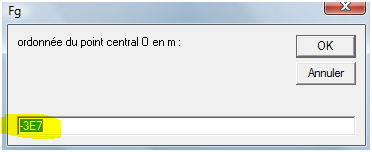 Fg
ordonnée du point central O en m :
OK
Annuler
-3E7